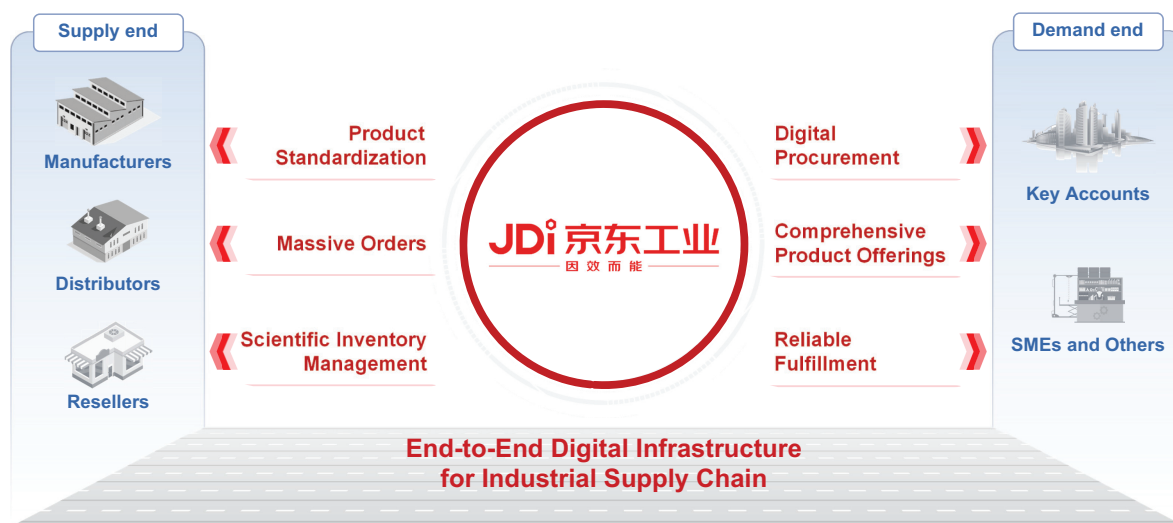 Supply end
Manufacturers
Distributors
Resellers
Product
Standardization
Massive Orders
Scientific Inventory
Management
JDi 京东工业
因效而能
Digital
Procurement
Comprehensive
Product Offerings
Reliable
Fulfillment
Demand end
Key Accounts
SMEs and Others
End-to-End Digital Infrastructure
for Industrial Supply Chain